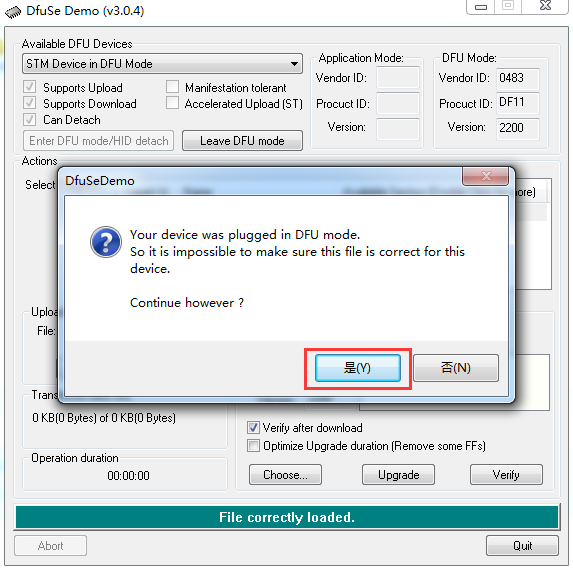 DfuSe Demo (v3.0.4)
Available DFU Devices
STM Device in DFU Mode
Supports Upload
Manifestation tolerant
Supports Download
Accelerated Upload (ST)
Can Detach
Enter DFU mode/HID detach
Leave DFU mode
Application Mode:
Vendor ID:
Procuct ID:
Version:
DFU Mode:
Vendor ID: 0483
Procuct ID: DF11
Version: 2200
Actions
Select
DfuSeDemo
Your device was plugged in DFU mode.
So it is impossible to make sure this file is correct for this
device.
Continue however ?
是(Y)
否(N)
File:
0 KB(0 Bytes) of 0 KB(0 Bytes)
Operation duration
00:00:00
Verify after download
Optimize Upgrade duration (Remove some FFs)
Choose...
Upgrade
Verify
File correctly loaded.
Abort
Quit